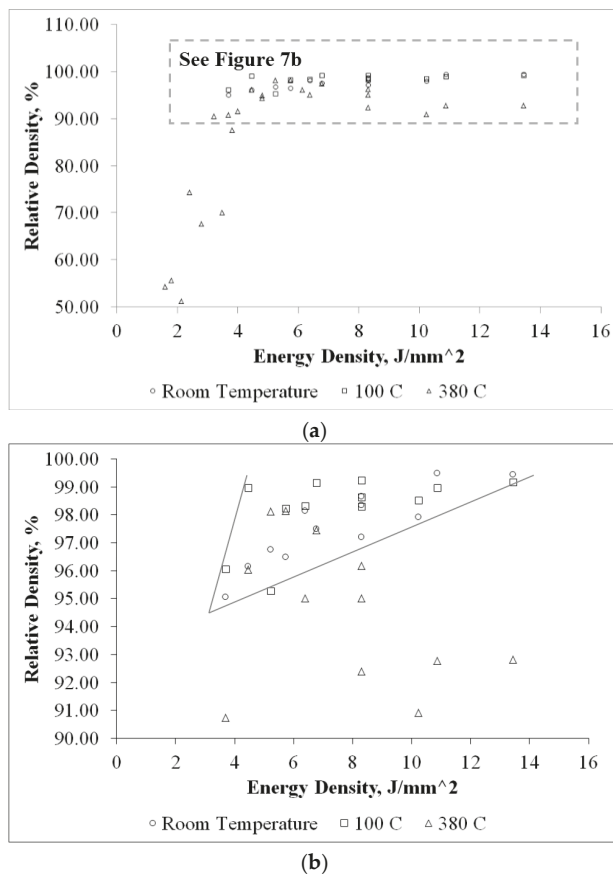 See Figure 7b
100.00
90.00
80.00
70.00
60.00
50.00
Relative Density, %
0 2 4 6 8 10 12 14 16
Energy Density, J/mm^2
Room Temperature 100 C 380 C
(a)
100.00
99.00
98.00
97.00
96.00
95.00
94.00
93.00
92.00
91.00
90.00
Relative Density, %
0 2 4 6 8 10 12 14 16
Energy Density, J/mm^2
Room Temperature 100 C 380 C
(b)